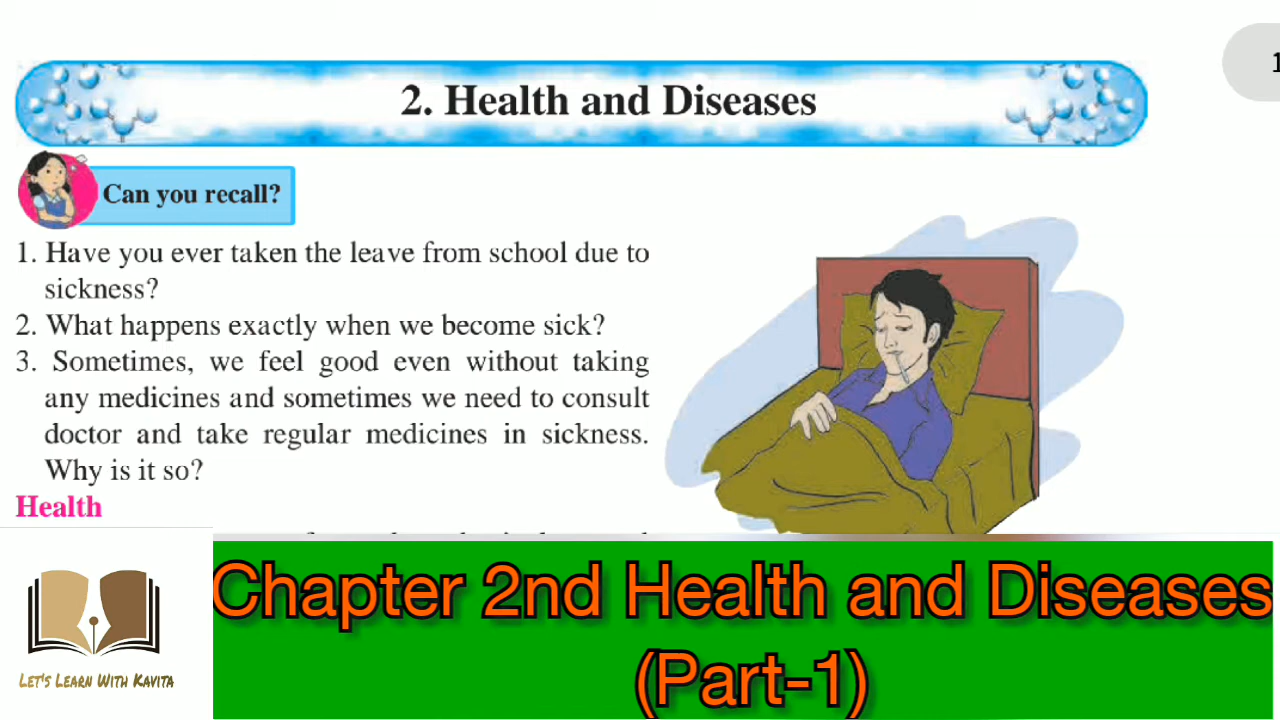 1
2. Health and Diseases
Can you recall?
1. Have you ever taken the leave from school due to
sickness?
2. What happens exactly when we become sick?
3. Sometimes, we feel good even without taking
any medicines and sometimes we need to consult
doctor and take regular medicines in sickness.
Why is it so?
Health
Chapter 2nd Health and Diseases
(Part-1)
LET'S LEARN WITH KAVITA